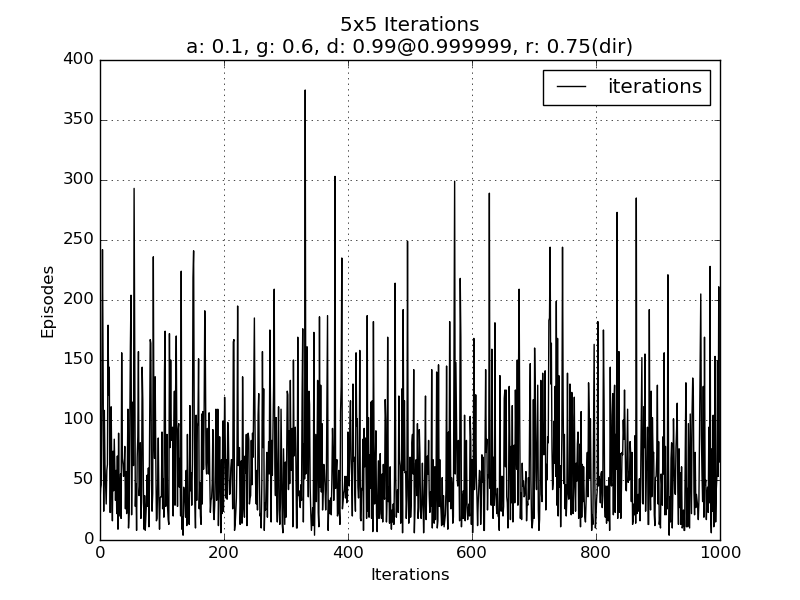 5x5 Iterations
a: 0.1, g: 0.6, d: 0.99@0.999999, r: 0.75(dir)
400
350
300
250
200
150
100
50
0
Episodes
iterations
0 200 400 600 800 1000
Iterations